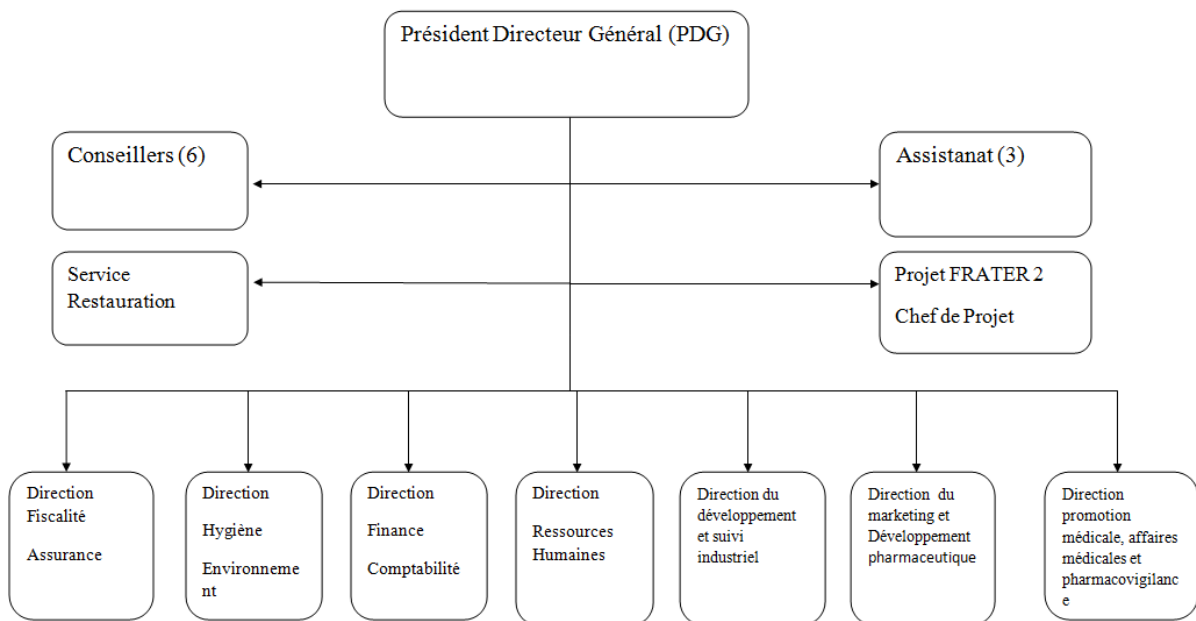 Président Directeur Général (PDG)
Conseillers (6)
Assistanat (3)
Service
Restauration
Projet FRATER 2
Chef de Projet
Direction
Fiscalité
Assurance
Direction
Hygiène
Environneme
nt
Direction
Finance
Comptabilité
Direction
Ressources
Humaines
Direction du
développement
et suivi
industriel
Direction du
marketing et
Développement
pharmaceutique
Direction
promotion
médicale, affaires
médicales et
pharmacovigilanc
e